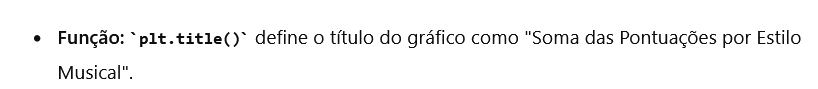 • Função: `plt.title()` define o título do gráfico como "Soma das Pontuações por Estilo
Musical".